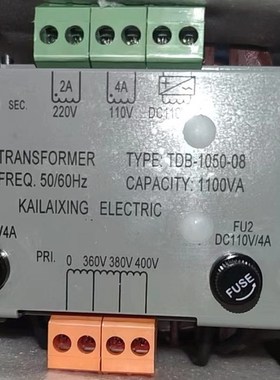 2A 4A
SEC. 220V 110V
TRANSFORMER TYPE: TDB-1050-08
FREQ. 50/60Hz CAPACITY: 1100VA
KAILAIXING ELECTRIC
FU2
DC110V/4A
PRI. 0 360V 380V 400V
FUSE